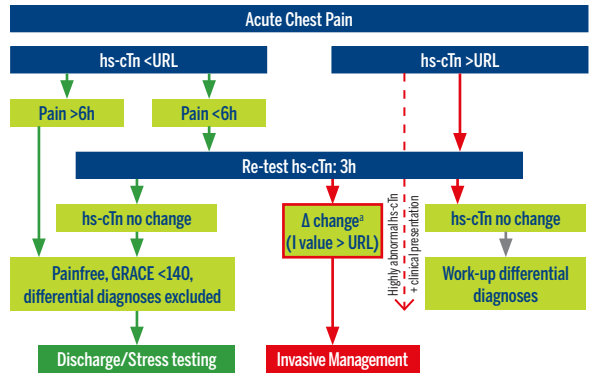 Acute Chest Pain
hs-cTn <URL
hs-cTn >URL
Pain >6h
Pain <6h
Re-test hs-cTn: 3h
hs-cTn no change
Δ changeᵃ
(I value > URL)
Highly abnormal hs-cTn
+ clinical presentation
hs-cTn no change
Painfree, GRACE <140,
differential diagnoses excluded
Work-up differential
diagnoses
Discharge/Stress testing
Invasive Management